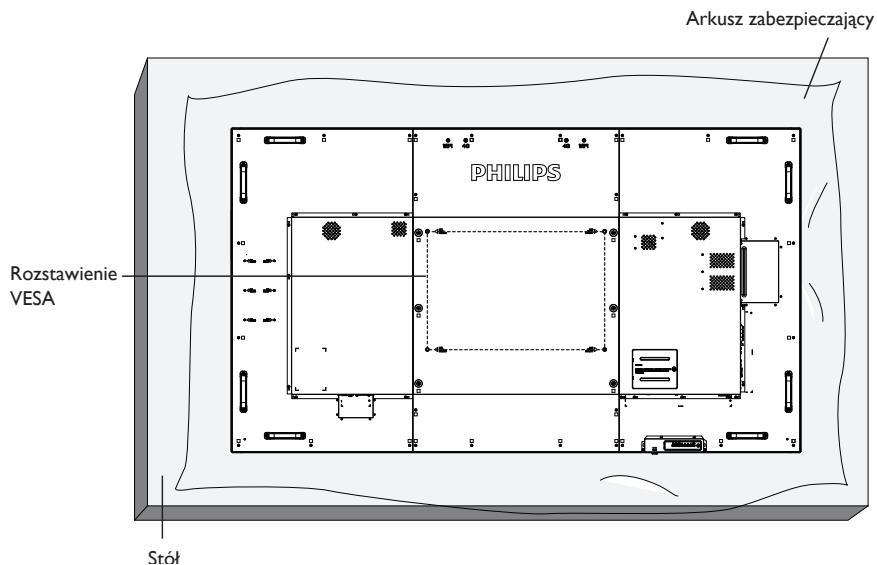 Arkusz zabezpieczający
PHILIPS
Rozstawienie
VESA
Stół